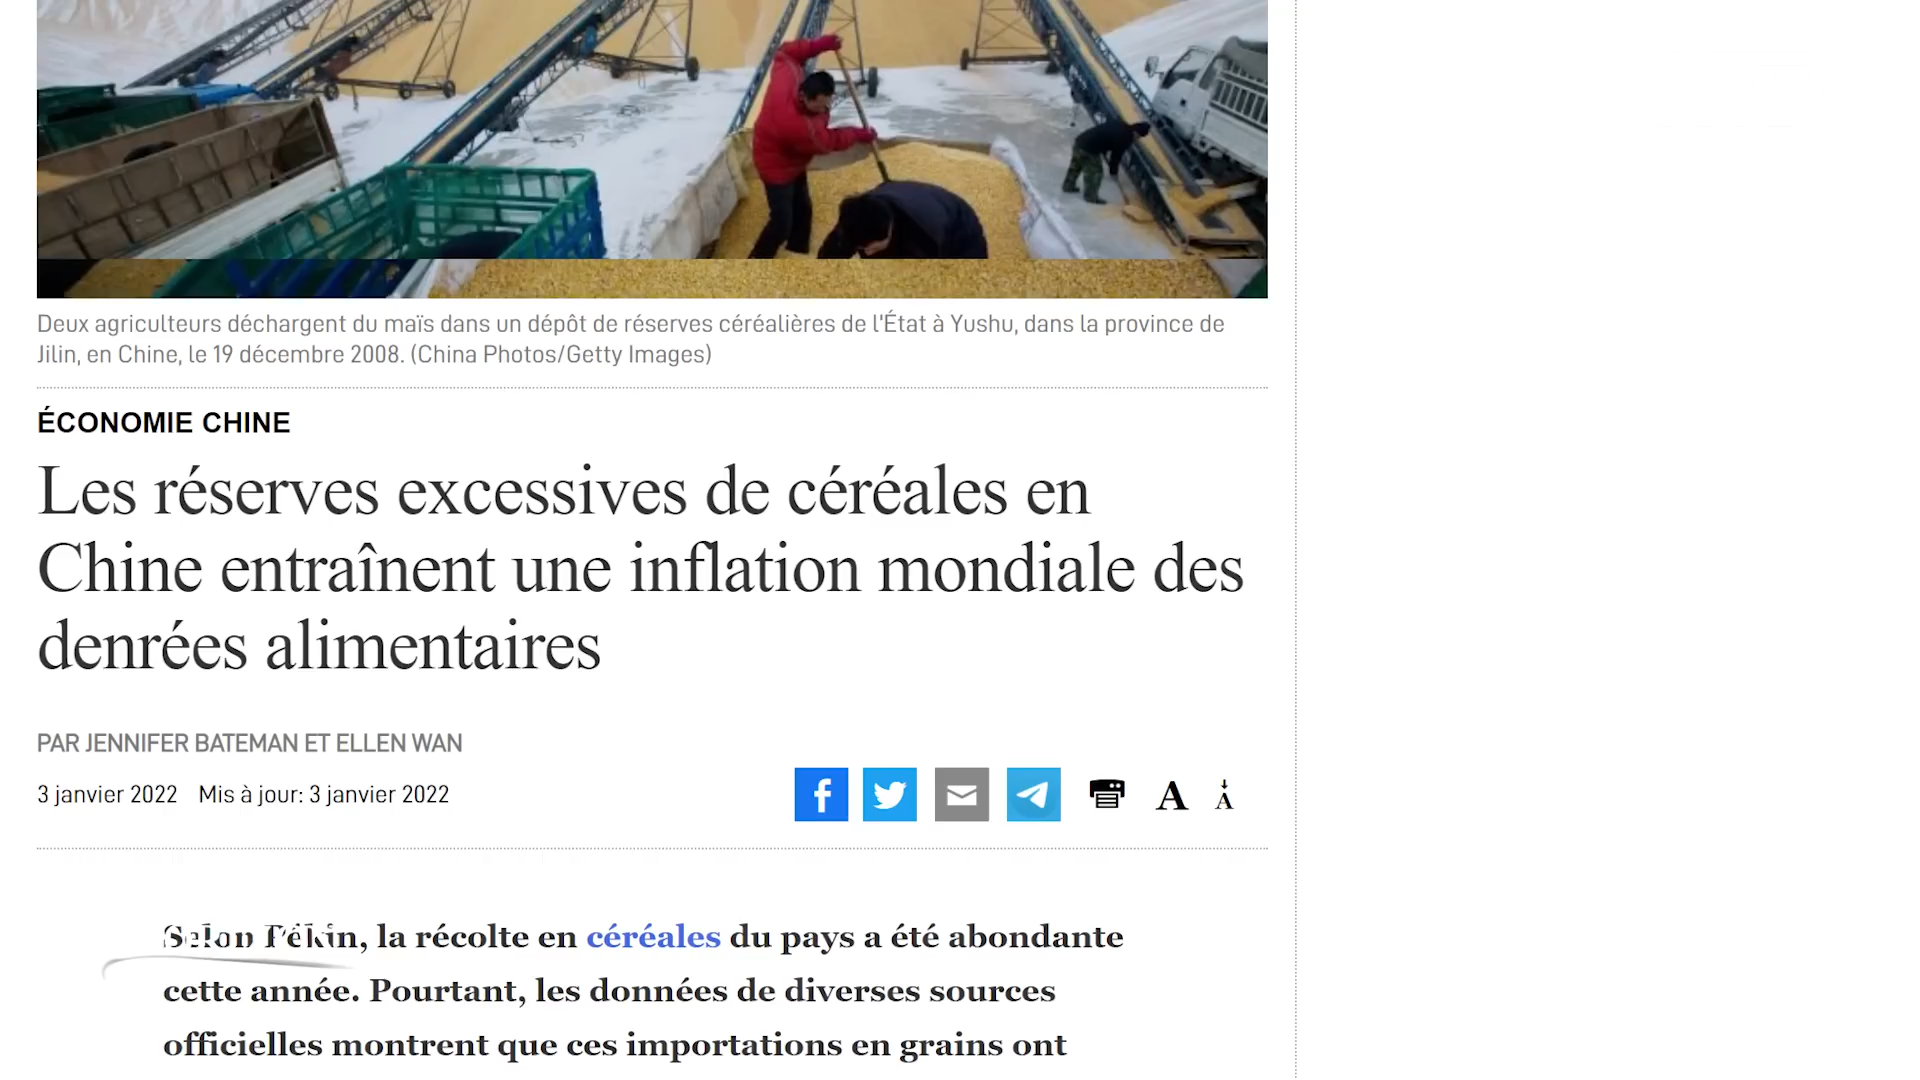 Deux agriculteurs déchargent du maïs dans un dépôt de réserves céréalières de l'État à Yushu, dans la province de
Jilin, en Chine, le 19 décembre 2008. (China Photos/Getty Images)
ÉCONOMIE CHINE
Les réserves excessives de céréales en
Chine entraînent une inflation mondiale des
denrées alimentaires
PAR JENNIFER BATEMAN ET ELLEN WAN
3 janvier 2022 Mis à jour: 3 janvier 2022
A A
Selon Pékin, la récolte en céréales du pays a été abondante
cette année. Pourtant, les données de diverses sources
officielles montrent que ces importations en grains ont